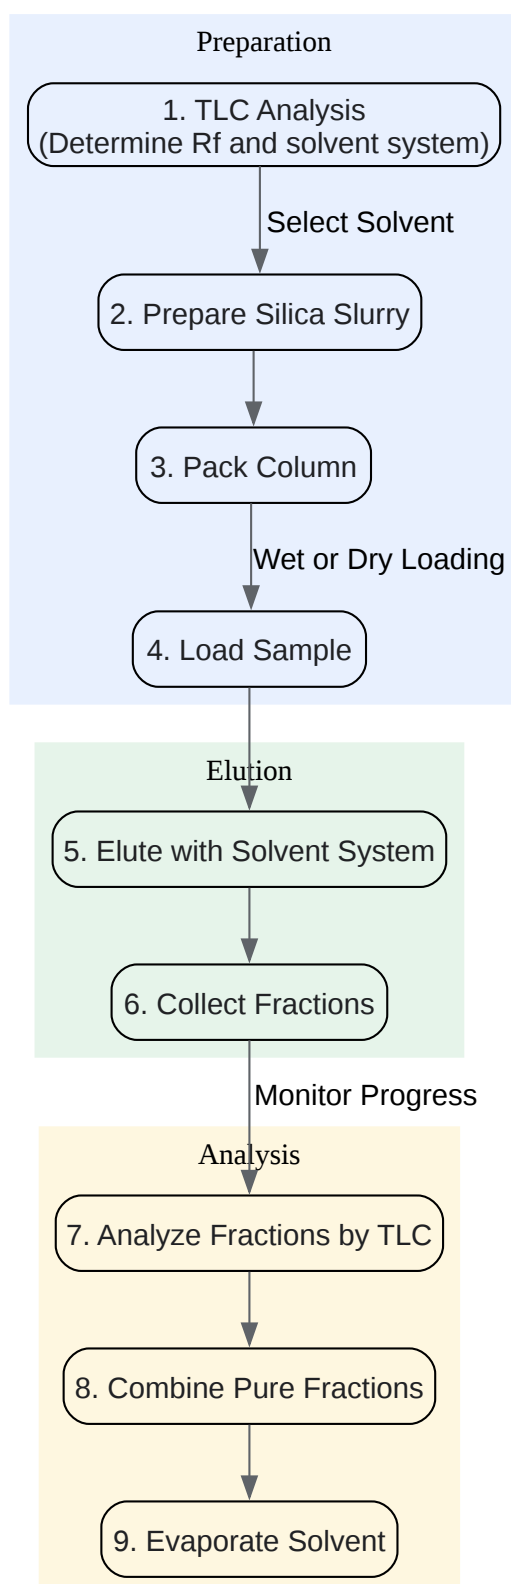 Preparation
1. TLC Analysis
(Determine Rf and solvent system)
Select Solvent
2. Prepare Silica Slurry
3. Pack Column
Wet or Dry Loading
4. Load Sample
Elution
5. Elute with Solvent System
6. Collect Fractions
Monitor Progress
Analysis
7. Analyze Fractions by TLC
8. Combine Pure Fractions
9. Evaporate Solvent